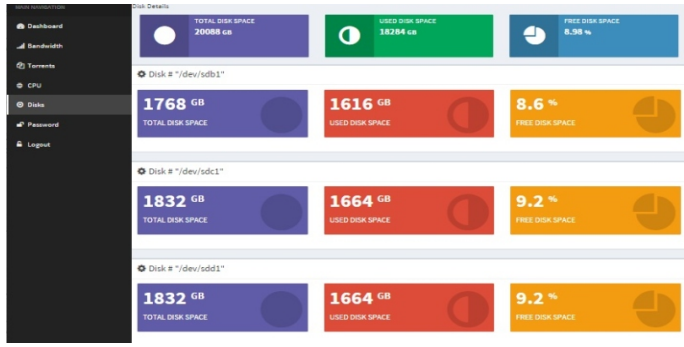 MAIN NAVIGATION
Dashboard
Bandwidth
Torrents
CPU
Disks
Password
Logout
Disk Details
TOTAL DISK SPACE
20088 GB
USED DISK SPACE
18284 GB
FREE DISK SPACE
8.98 %
Disk # "/dev/sdb1"
1768 GB
TOTAL DISK SPACE
1616 GB
USED DISK SPACE
8.6 %
FREE DISK SPACE
Disk # "/dev/sdc1"
1832 GB
TOTAL DISK SPACE
1664 GB
USED DISK SPACE
9.2 %
FREE DISK SPACE
Disk # "/dev/sdd1"
1832 GB
TOTAL DISK SPACE
1664 GB
USED DISK SPACE
9.2 %
FREE DISK SPACE